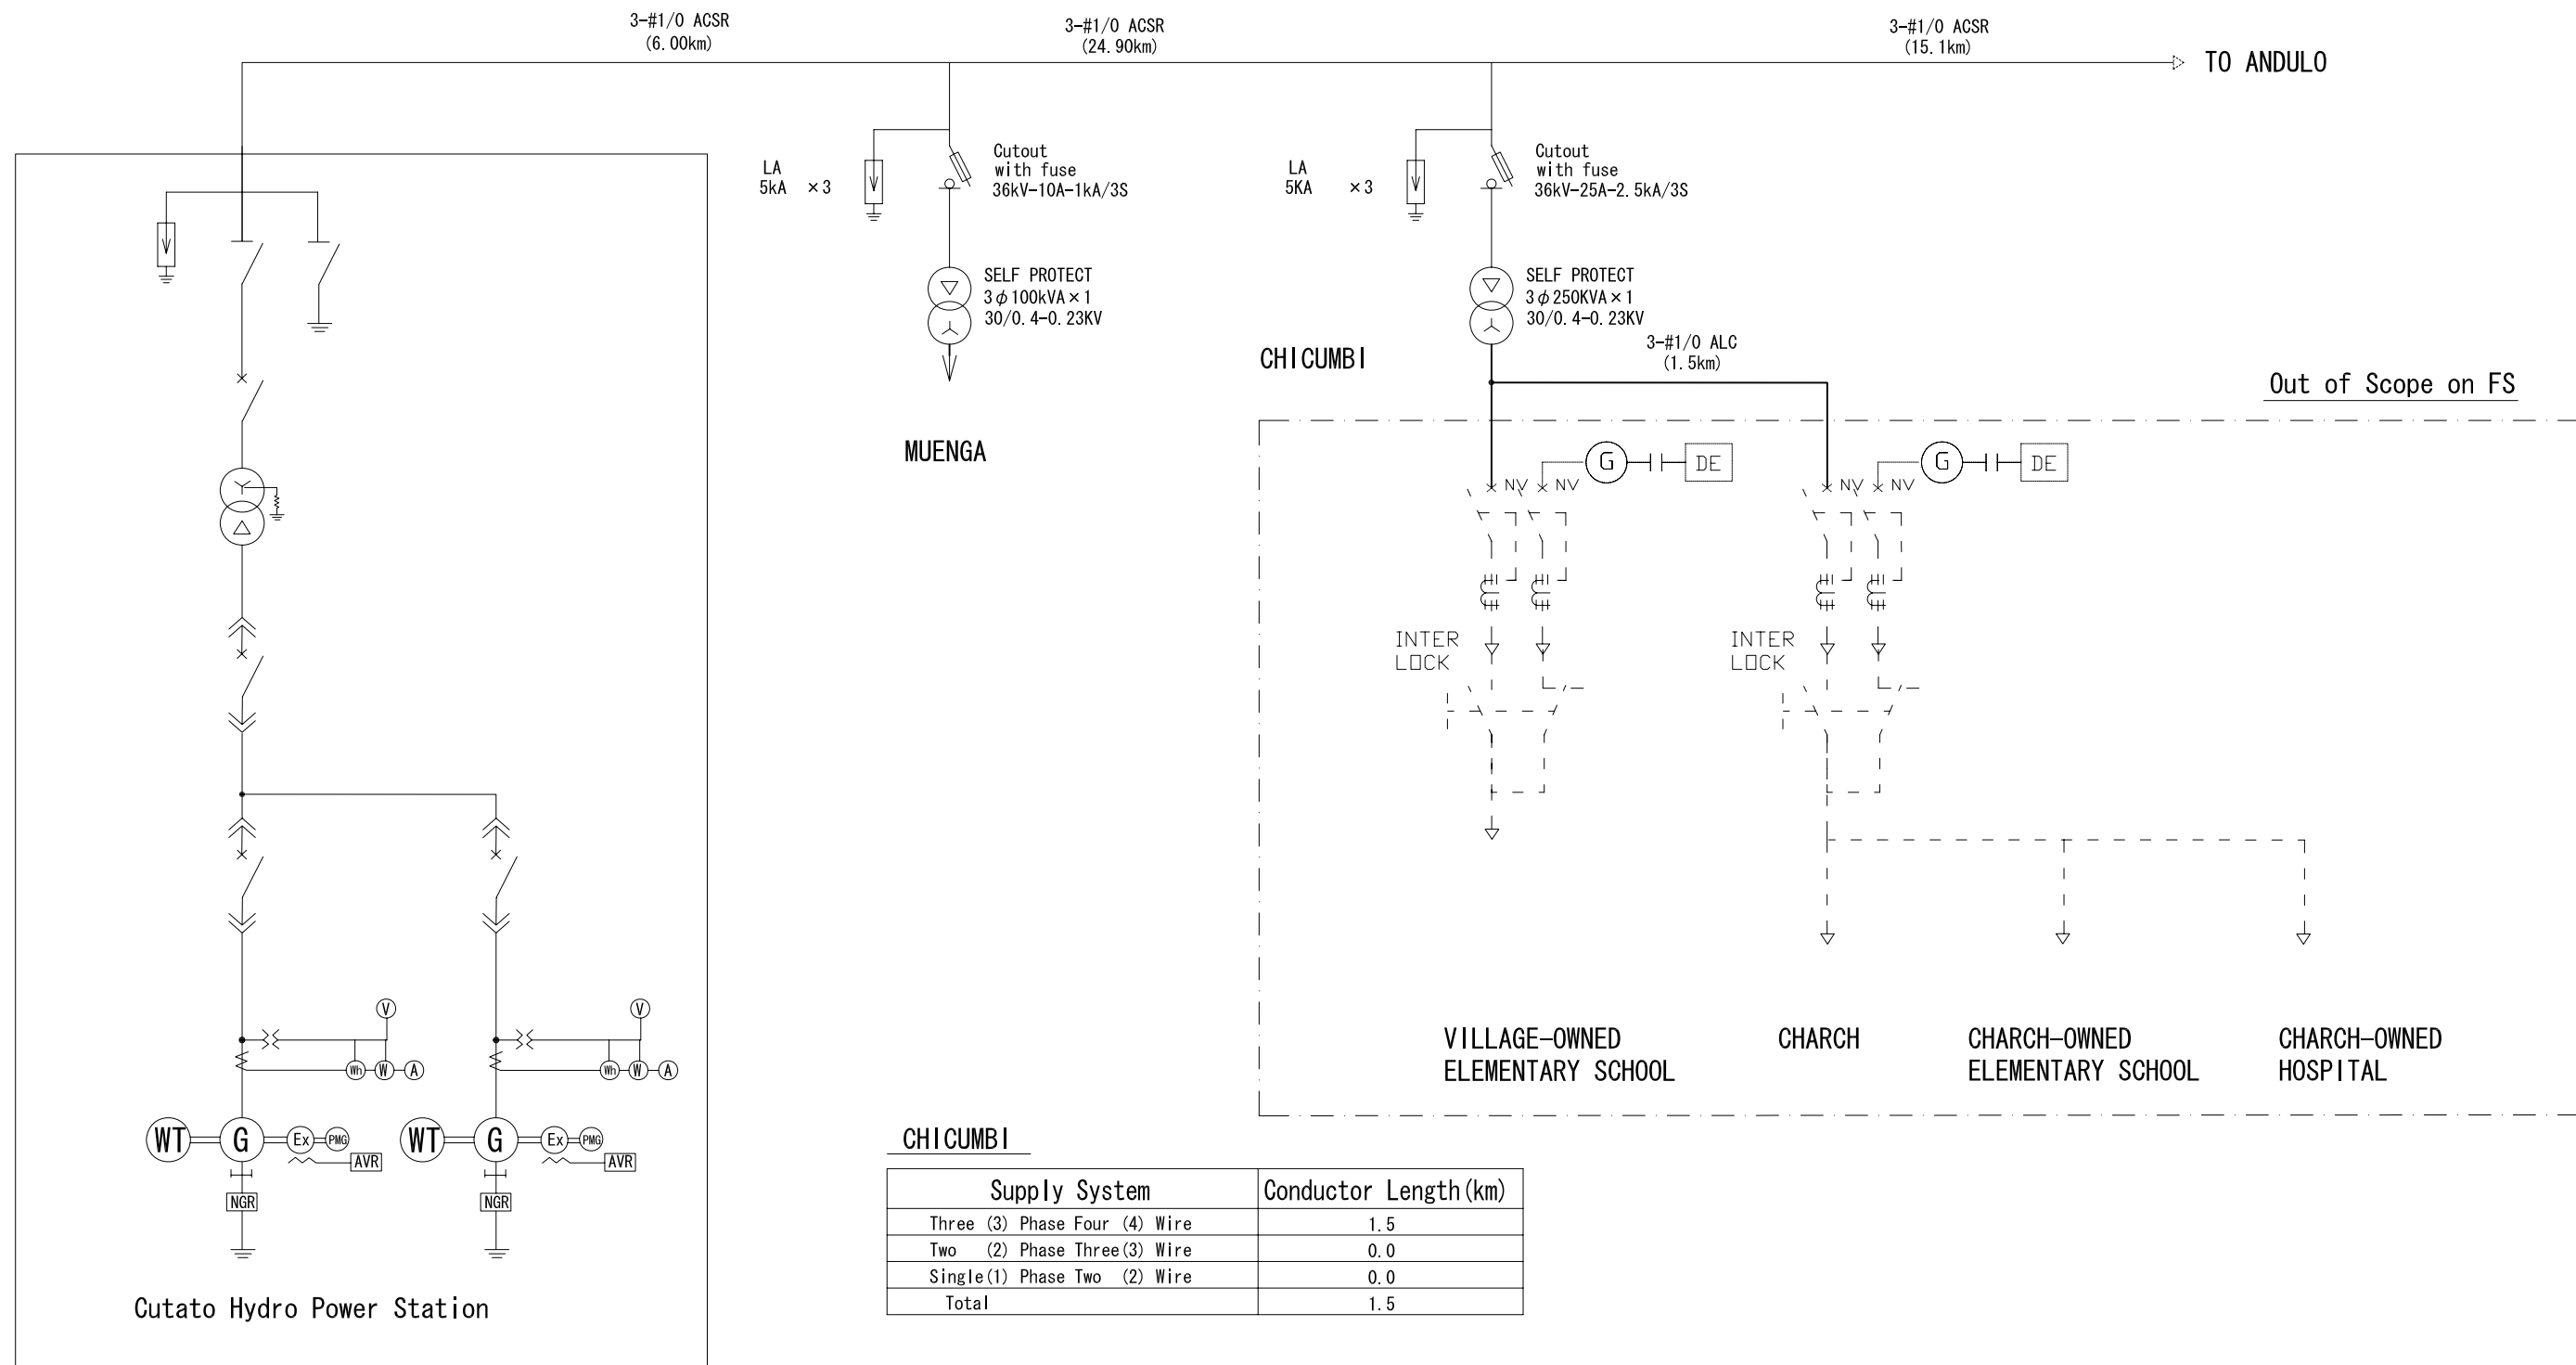 3-#1/0 ACSR
(6.00km)
3-#1/0 ACSR
(24.90km)
3-#1/0 ACSR
(15.1km)
TO ANDULO
LA
5kA ×3
Cutout
with fuse
36kV-10A-1kA/3S
SELF PROTECT
3φ100kVA×1
30/0.4-0.23KV
MUENGA
LA
5KA ×3
Cutout
with fuse
36kV-25A-2.5kA/3S
SELF PROTECT
3φ250KVA×1
30/0.4-0.23KV
CHICUMBI
3-#1/0 ALC
(1.5km)
Out of Scope on FS
NV
NV
G
DE
NV
NV
G
DE
INTER
LOCK
INTER
LOCK
VILLAGE-OWNED
ELEMENTARY SCHOOL
CHARCH
CHARCH-OWNED
ELEMENTARY SCHOOL
CHARCH-OWNED
HOSPITAL
V
Wh W A
V
Wh W A
WT G Ex PMG
AVR
NGR
WT G Ex PMG
AVR
NGR
Cutato Hydro Power Station
CHICUMBI
Supply System Conductor Length(km)
Three (3) Phase Four (4) Wire 1.5
Two (2) Phase Three(3) Wire 0.0
Single(1) Phase Two (2) Wire 0.0
Total 1.5